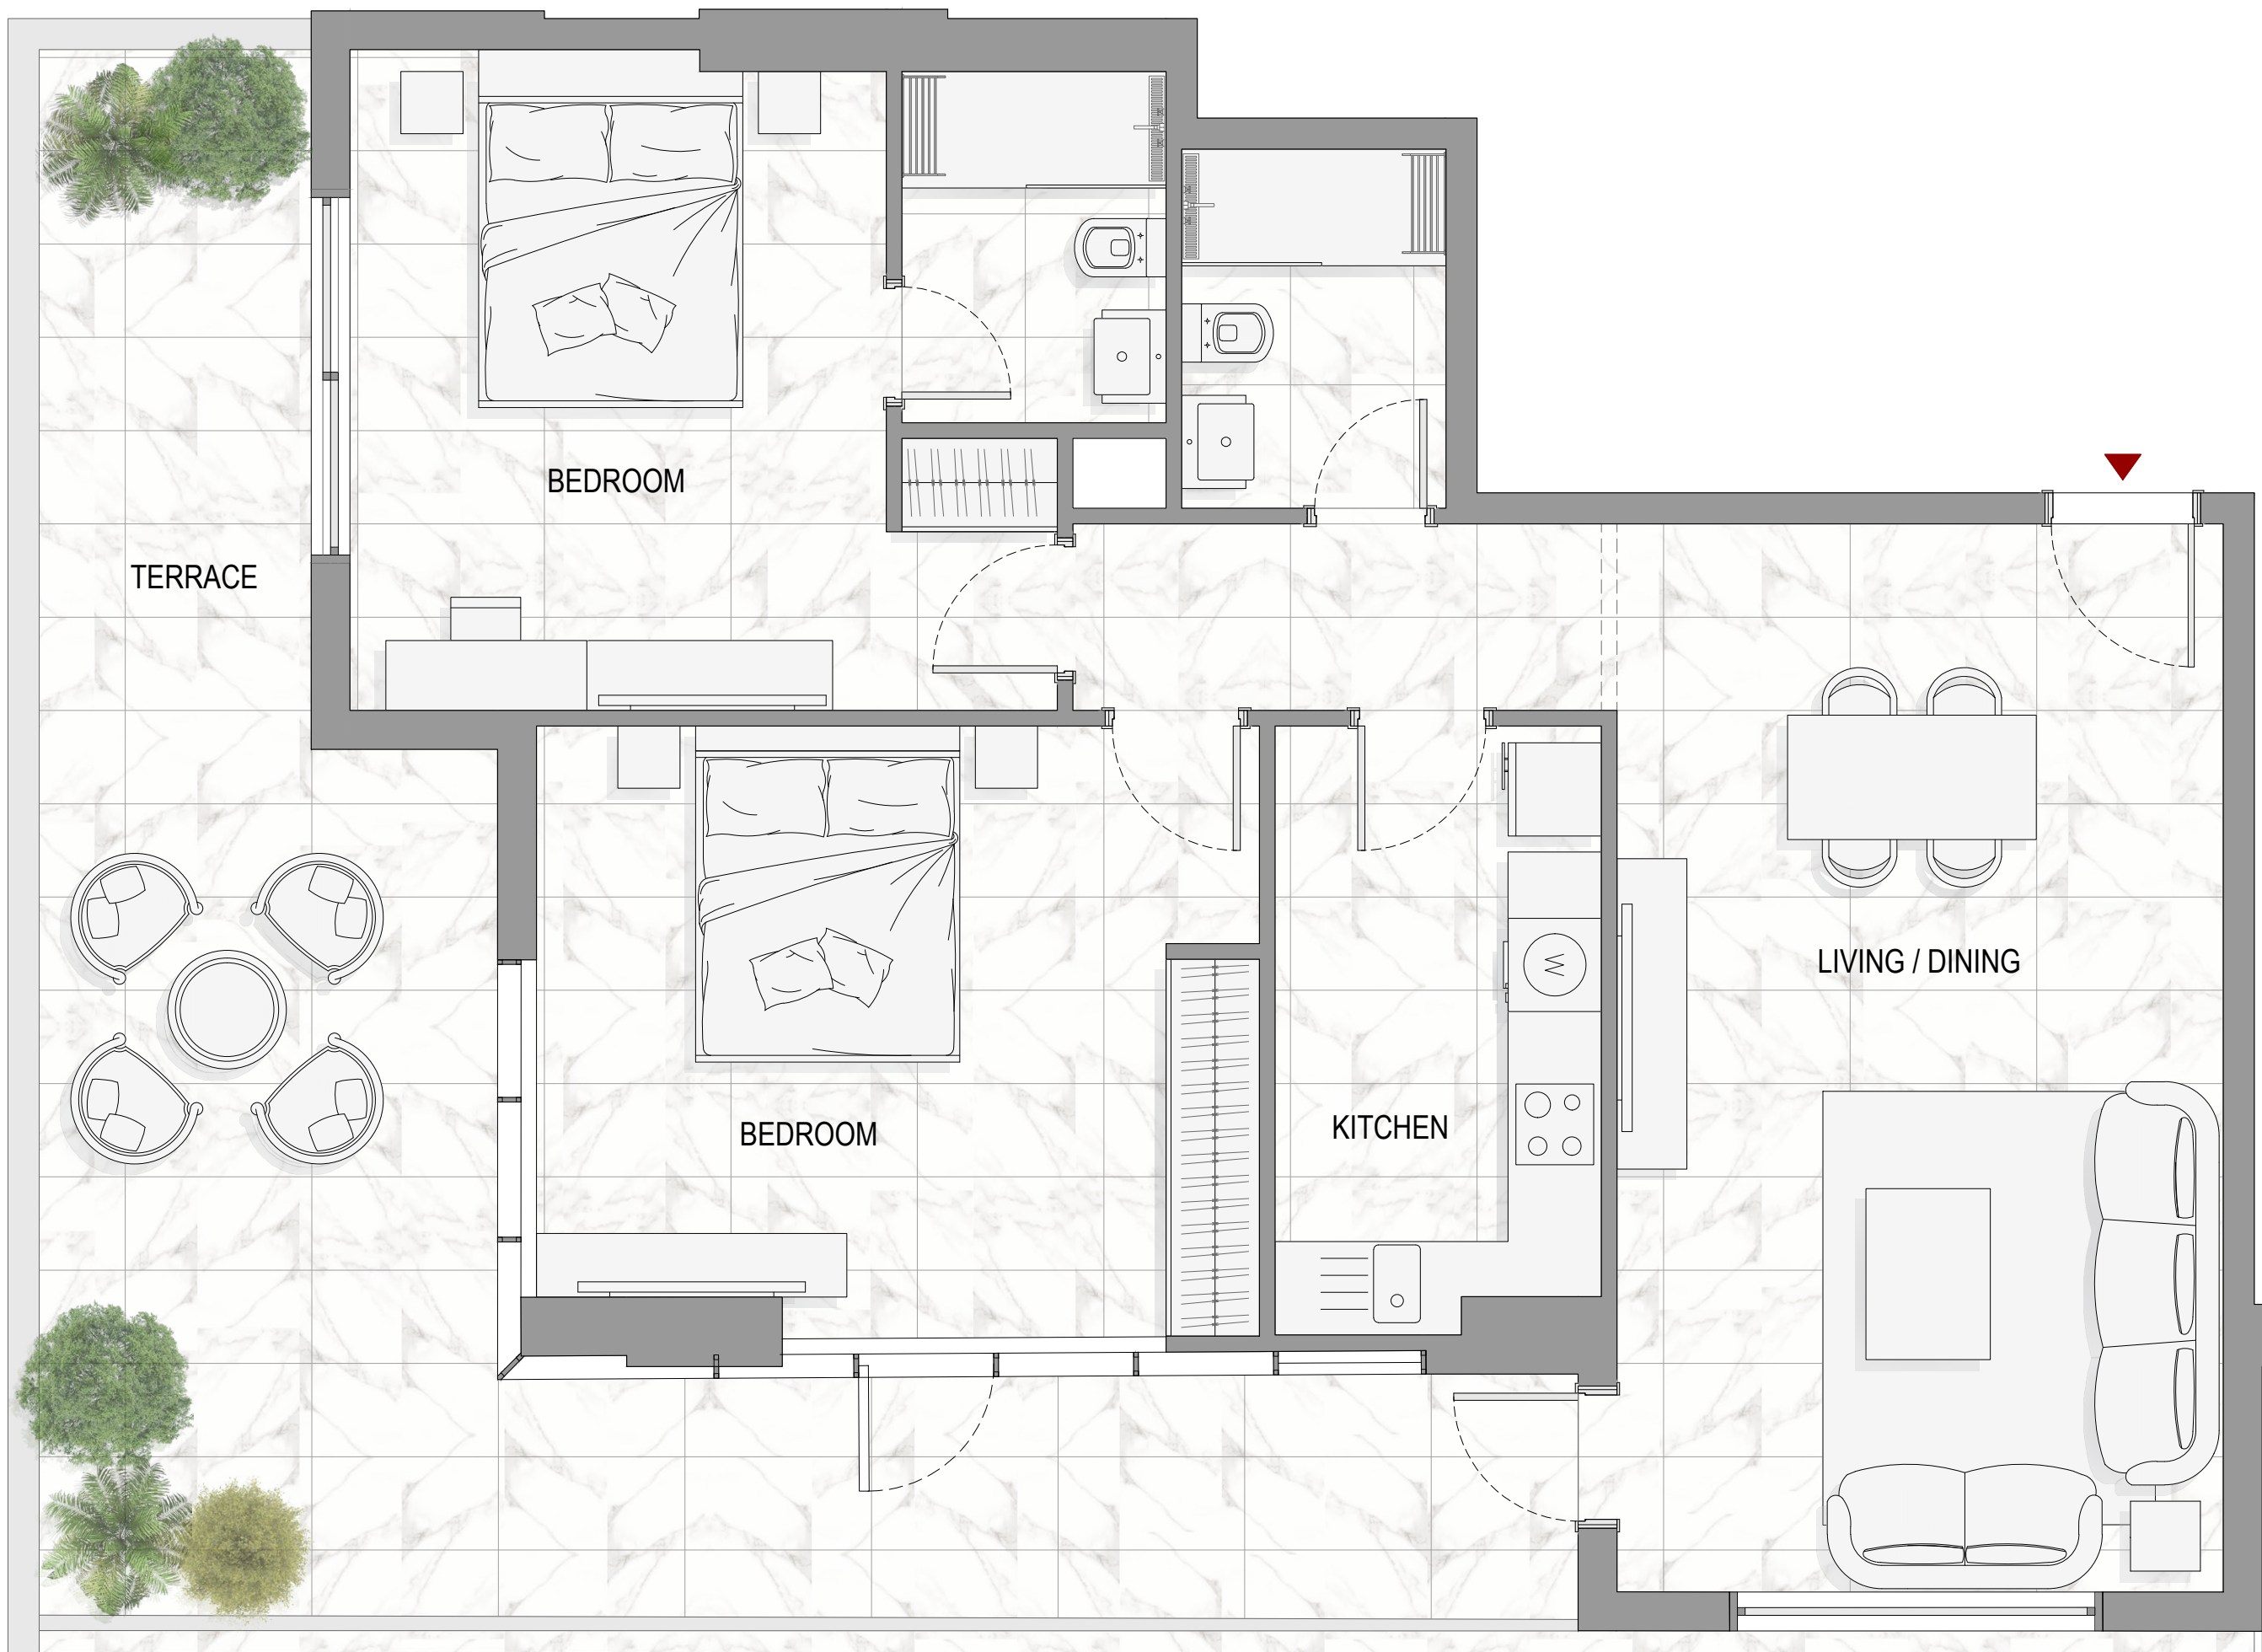 BEDROOM
TERRACE
LIVING / DINING
W
KITCHEN
BEDROOM